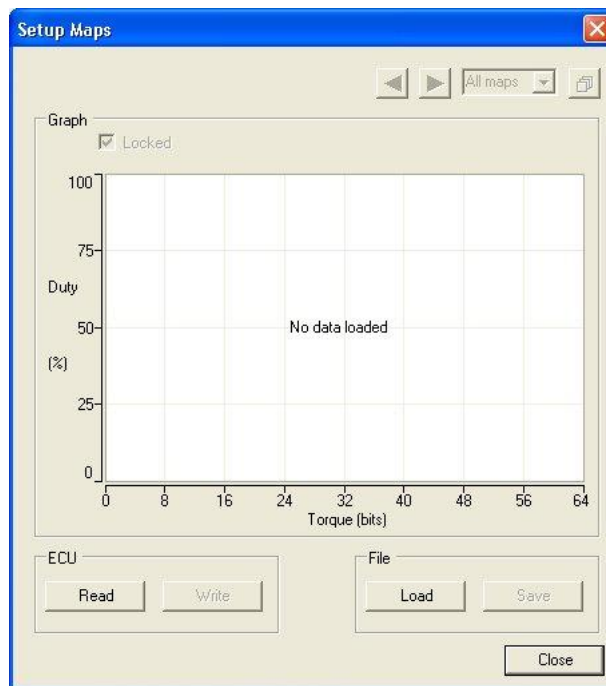 Setup Maps
All maps
Graph
Locked
100
75
Duty
50
No data loaded
(%)
25
0
0 8 16 24 32 40 48 56 64
Torque (bits)
ECU
File
Read Write Load Save
Close